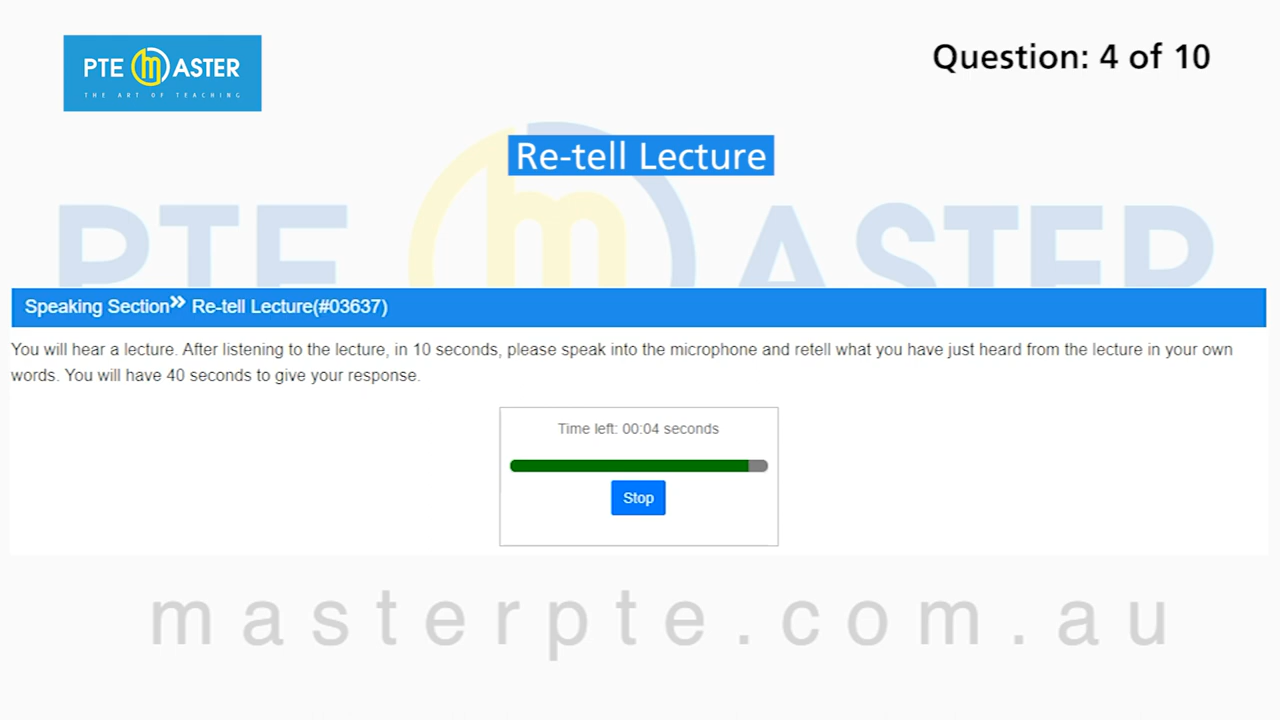 PTE MASTER
THE ART OF TEACHING
Question: 4 of 10
Re-tell Lecture
PTE MASTER
Speaking Section» Re-tell Lecture(#03637)
You will hear a lecture. After listening to the lecture, in 10 seconds, please speak into the microphone and retell what you have just heard from the lecture in your own
words. You will have 40 seconds to give your response.
Time left: 00:04 seconds
Stop
masterpte.com.au